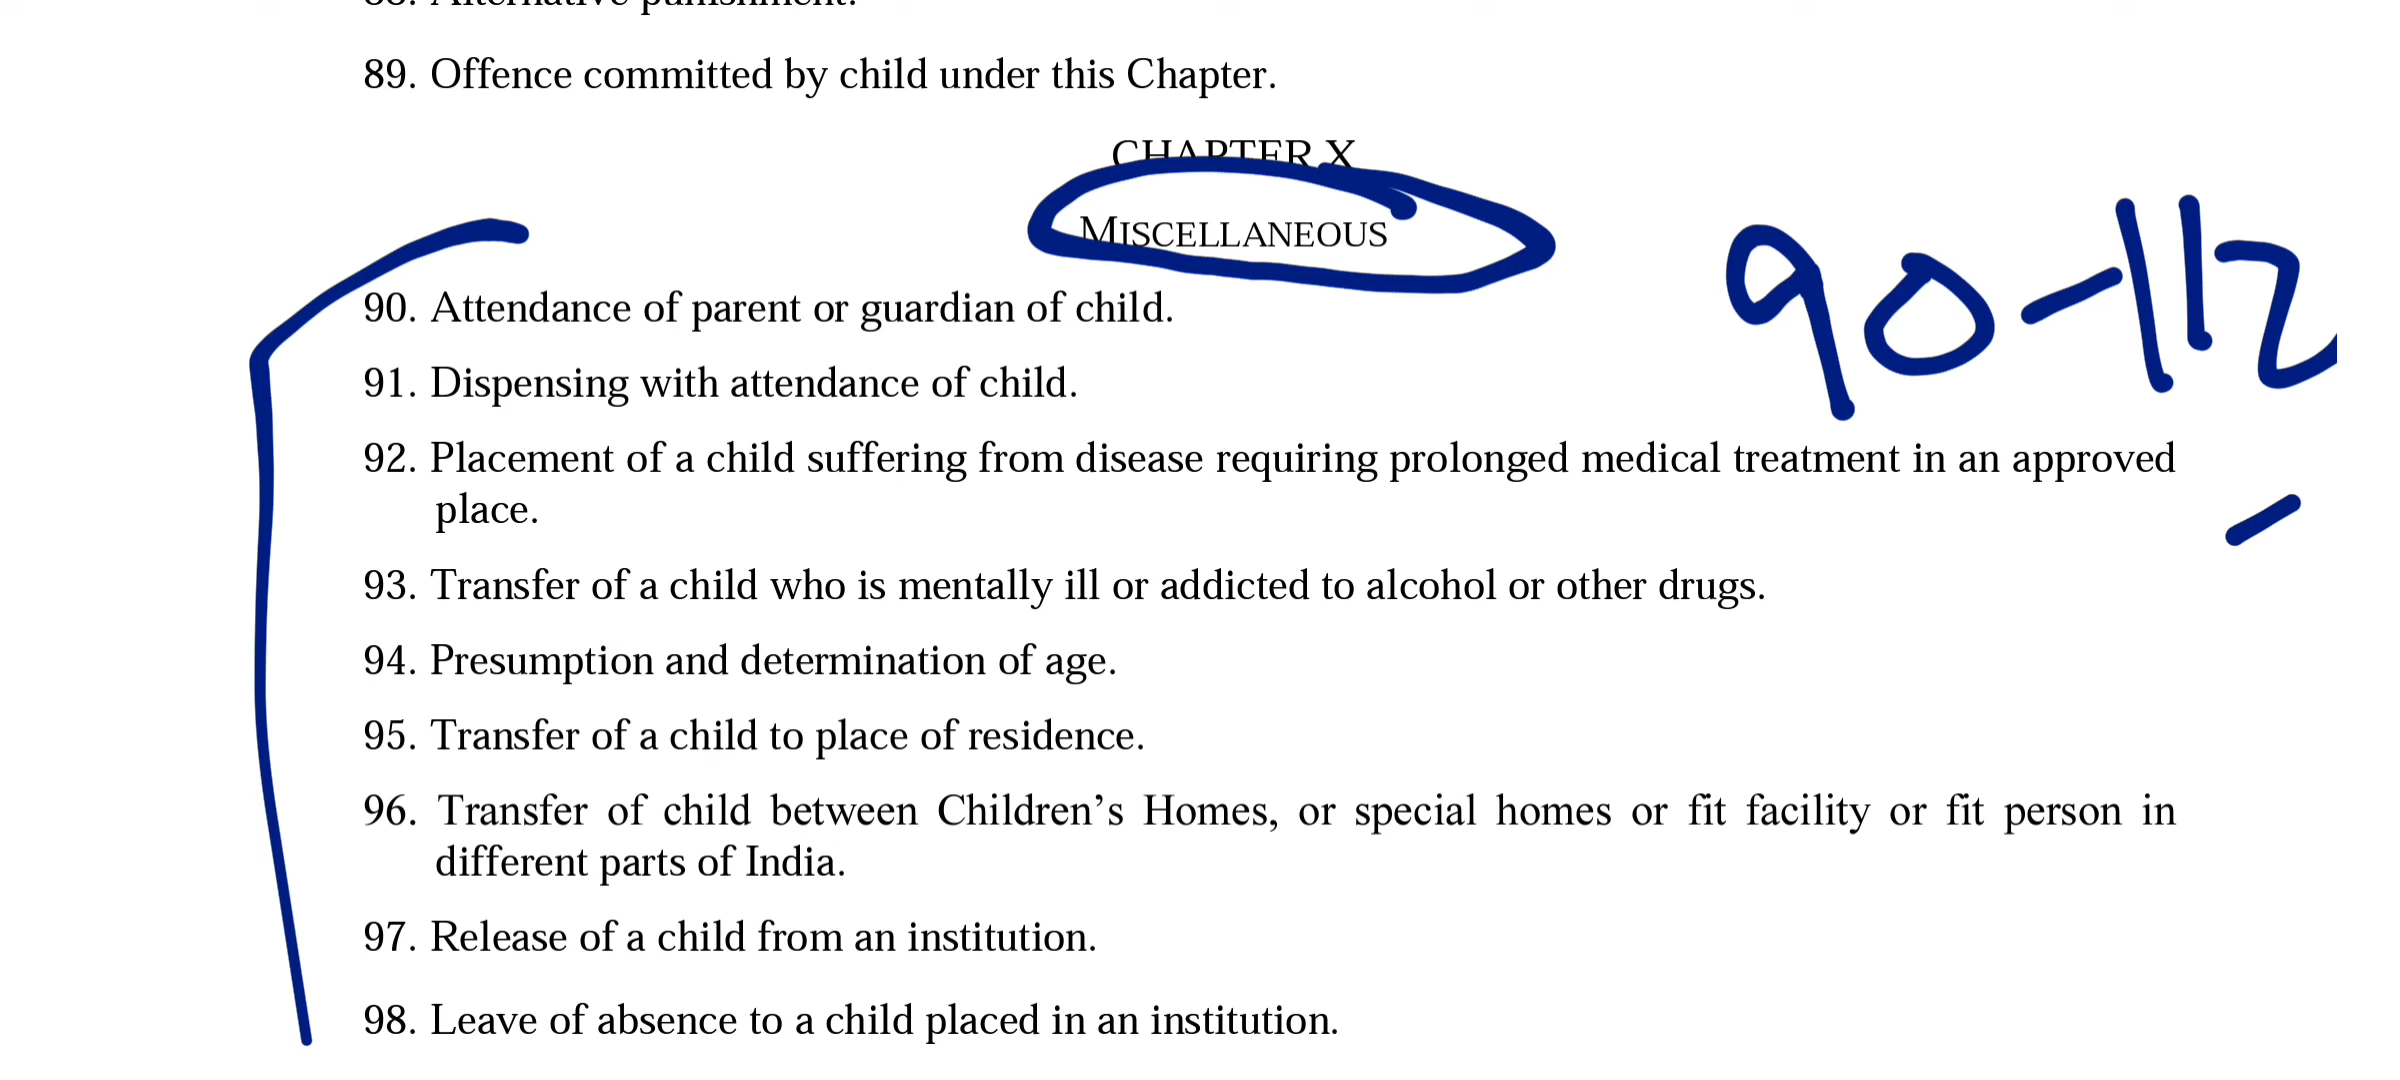 88. Alternative punishment.
89. Offence committed by child under this Chapter.
CHAPTER X
MISCELLANEOUS
90-112
90. Attendance of parent or guardian of child.
91. Dispensing with attendance of child.
92. Placement of a child suffering from disease requiring prolonged medical treatment in an approved
place.
93. Transfer of a child who is mentally ill or addicted to alcohol or other drugs.
94. Presumption and determination of age.
95. Transfer of a child to place of residence.
96. Transfer of child between Children’s Homes, or special homes or fit facility or fit person in
different parts of India.
97. Release of a child from an institution.
98. Leave of absence to a child placed in an institution.